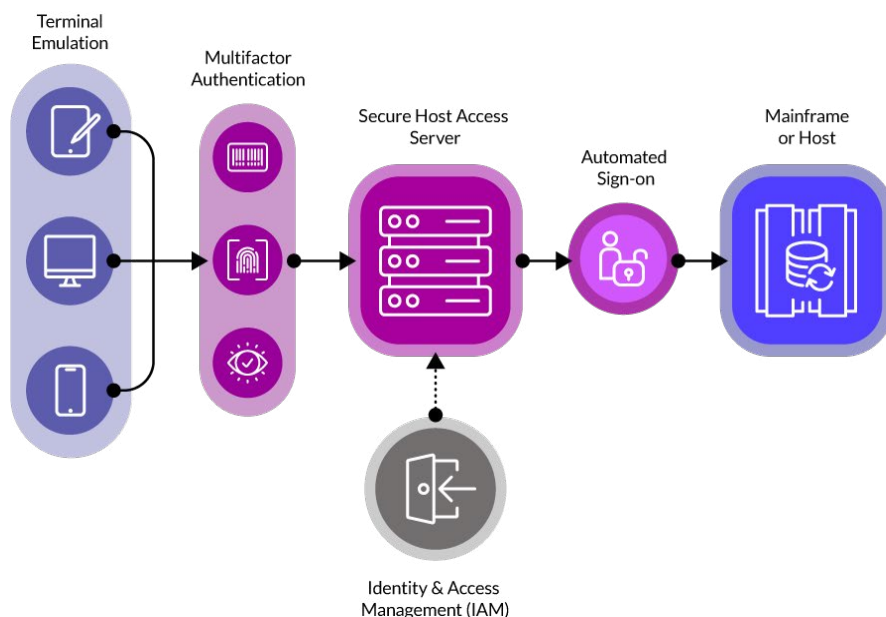 Terminal
Emulation
Multifactor
Authentication
Secure Host Access
Server
Automated
Sign-on
Mainframe
or Host
Identity & Access
Management (IAM)